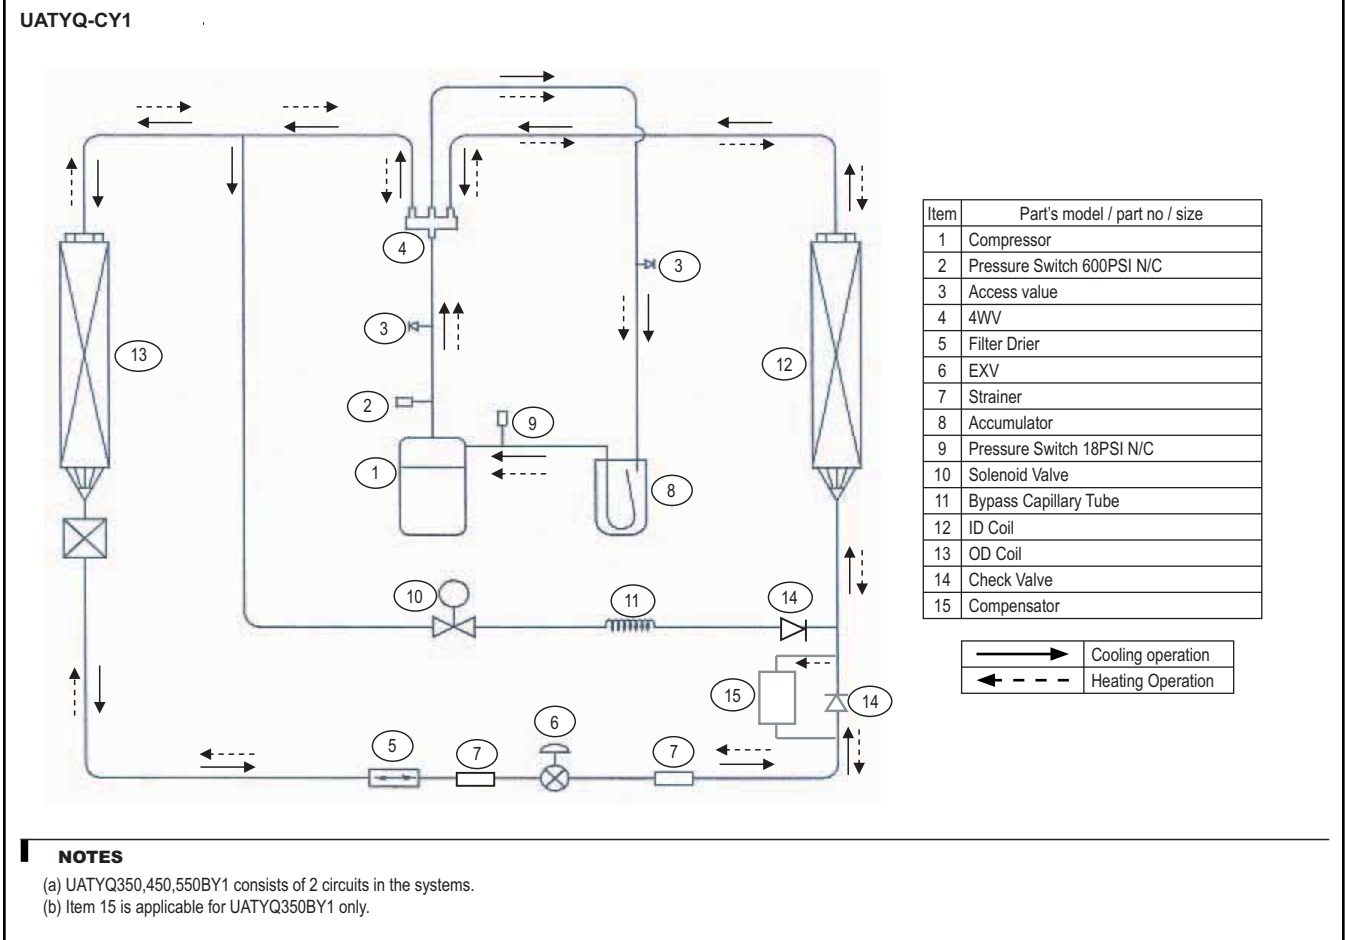 UATYQ-CY1
4
3
3
13
12
2
9
1
8
10
11
14
15
14
6
5
7
7
Item Part's model / part no / size
1 Compressor
2 Pressure Switch 600PSI N/C
3 Access value
4 4WV
5 Filter Drier
6 EXV
7 Strainer
8 Accumulator
9 Pressure Switch 18PSI N/C
10 Solenoid Valve
11 Bypass Capillary Tube
12 ID Coil
13 OD Coil
14 Check Valve
15 Compensator
Cooling operation
Heating Operation
NOTES
(a) UATYQ350,450,550BY1 consists of 2 circuits in the systems.
(b) Item 15 is applicable for UATYQ350BY1 only.